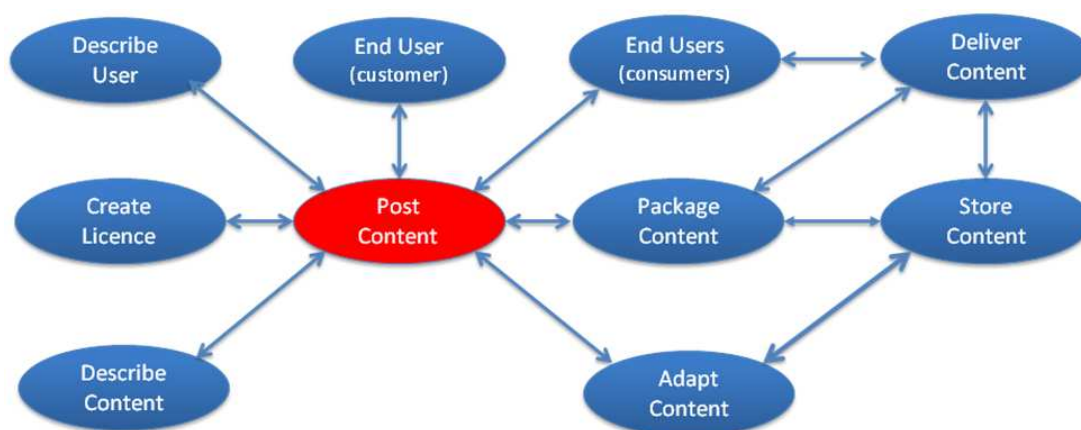 Describe
User
End User
(customer)
End Users
(consumers)
Deliver
Content
Create
Licence
Post
Content
Package
Content
Store
Content
Describe
Content
Adapt
Content